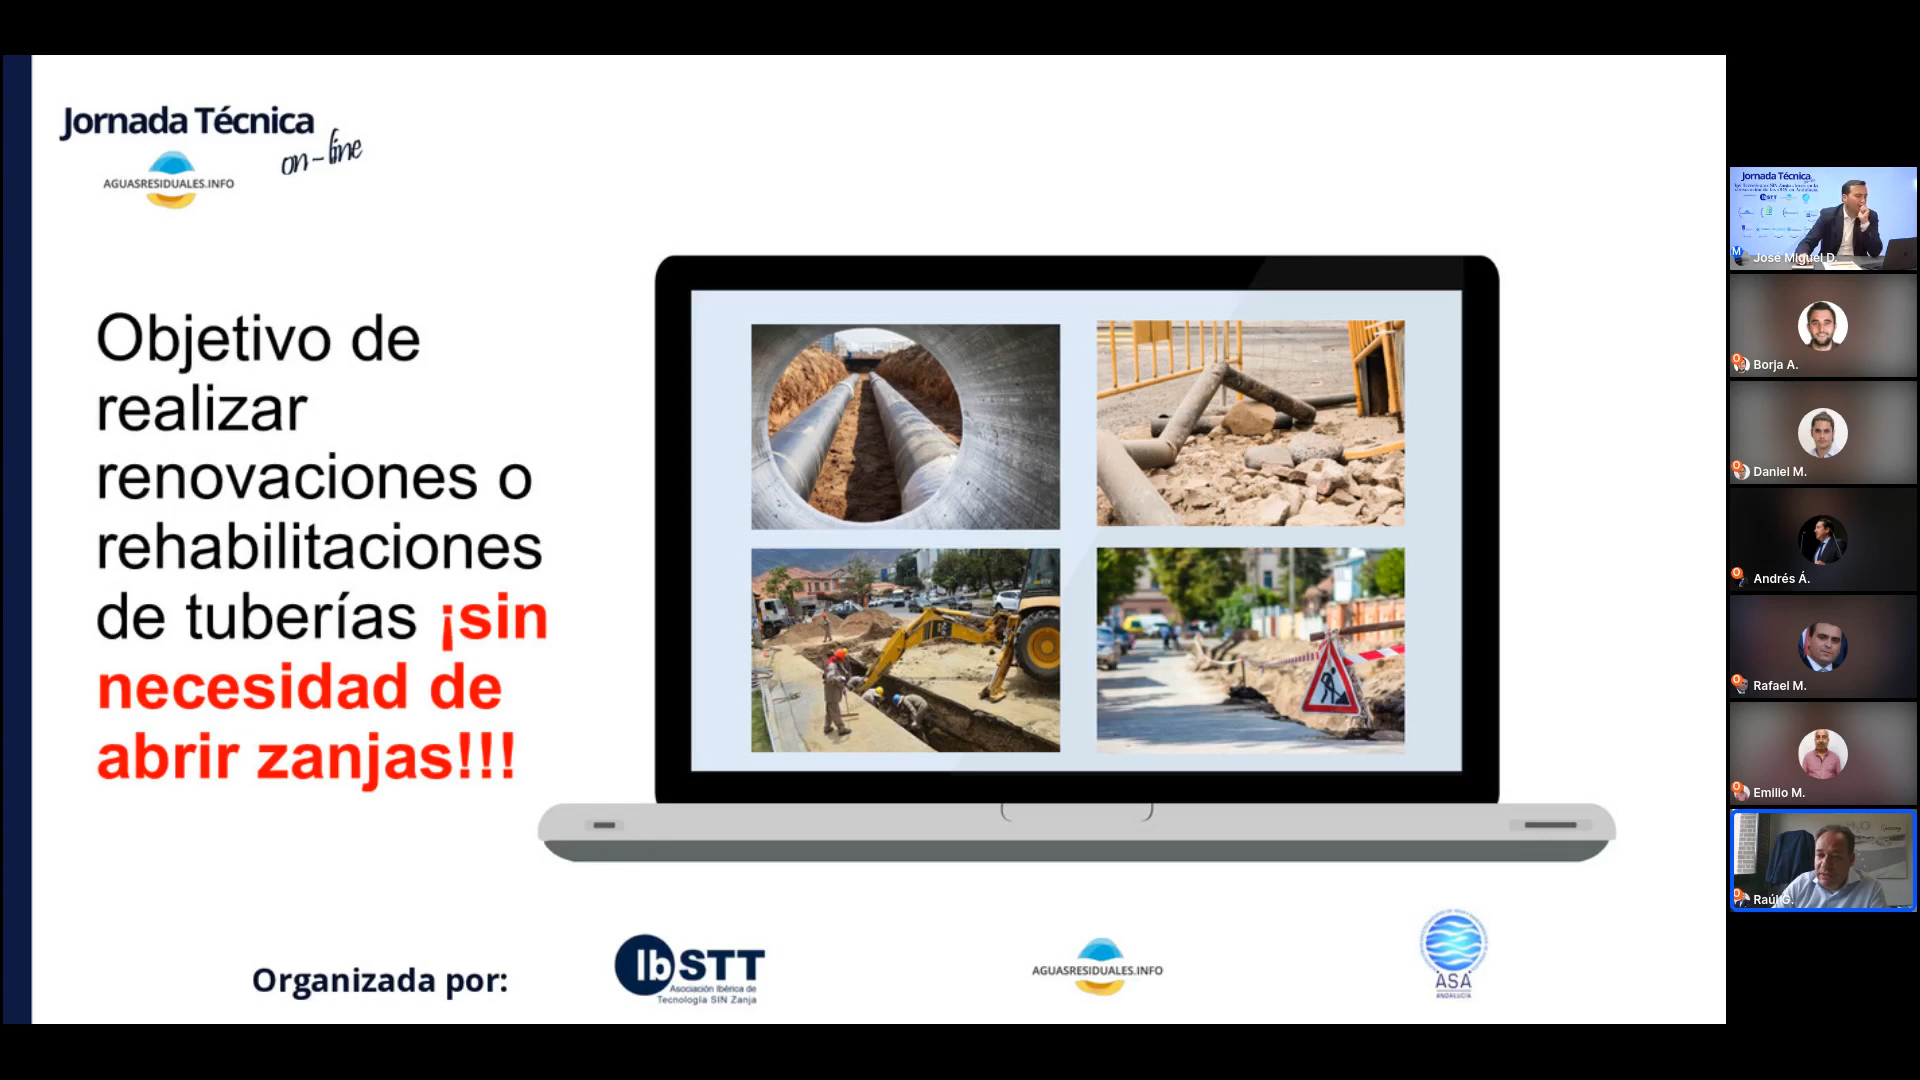 Jornada Técnica
on-line
AGUASRESIDUALES.INFO
Objetivo de
realizar
renovaciones o
rehabilitaciones
de tuberías ¡sin
necesidad de
abrir zanjas!!!
Organizada por:
IbSTT
Asociación Ibérica de
Tecnología SIN Zanja
AGUASRESIDUALES.INFO
ASA
ANDALUCÍA
Jornada Técnica
José Miguel D.
Borja A.
Daniel M.
Andrés Á.
Rafael M.
Emilio M.
Raúl G.